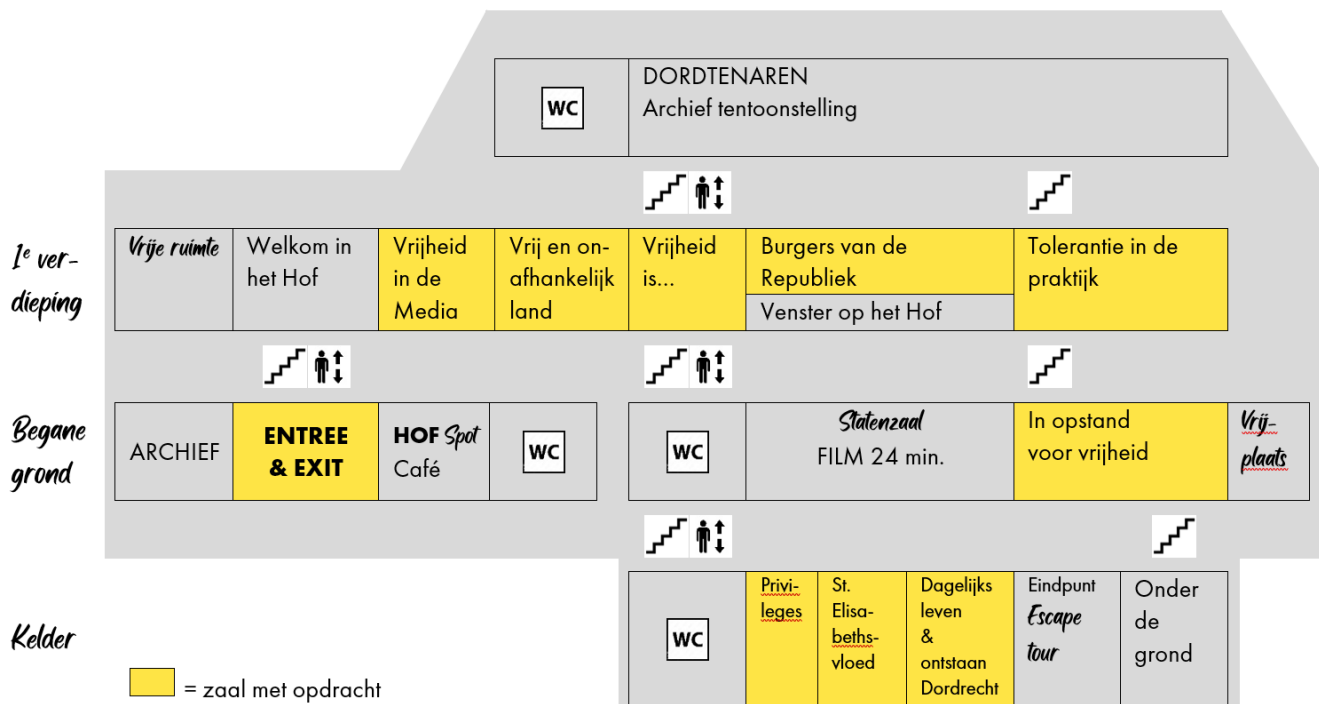 WC
DORDTENAREN
Archief tentoonstelling
1e ver-
dieping
Vrije ruimte
Welkom in
het Hof
Vrijheid
in de
Media
Vrij en on-
afhankelijk
land
Vrijheid
is...
Burgers van de
Republiek
Venster op het Hof
Tolerantie in de
praktijk
Begane
grond
ARCHIEF
ENTREE
& EXIT
HOF Spot
Café
WC
WC
Statenzaal
FILM 24 min.
In opstand
voor vrijheid
Vrij-
plaats
Kelder
WC
Privi-
leges
St.
Elisa-
beths-
vloed
Dagelijks
leven
&
ontstaan
Dordrecht
Eindpunt
Escape
tour
Onder
de
grond
= zaal met opdracht